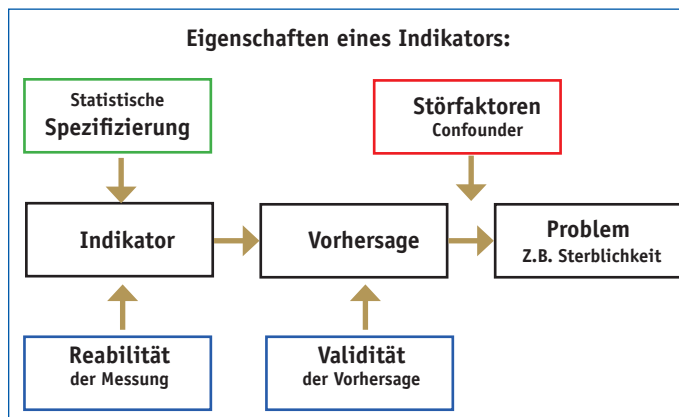 Eigenschaften eines Indikators:
Statistische
Spezifizierung
Störfaktoren
Confounder
Indikator
Vorhersage
Problem
Z.B. Sterblichkeit
Reabilität
der Messung
Validität
der Vorhersage